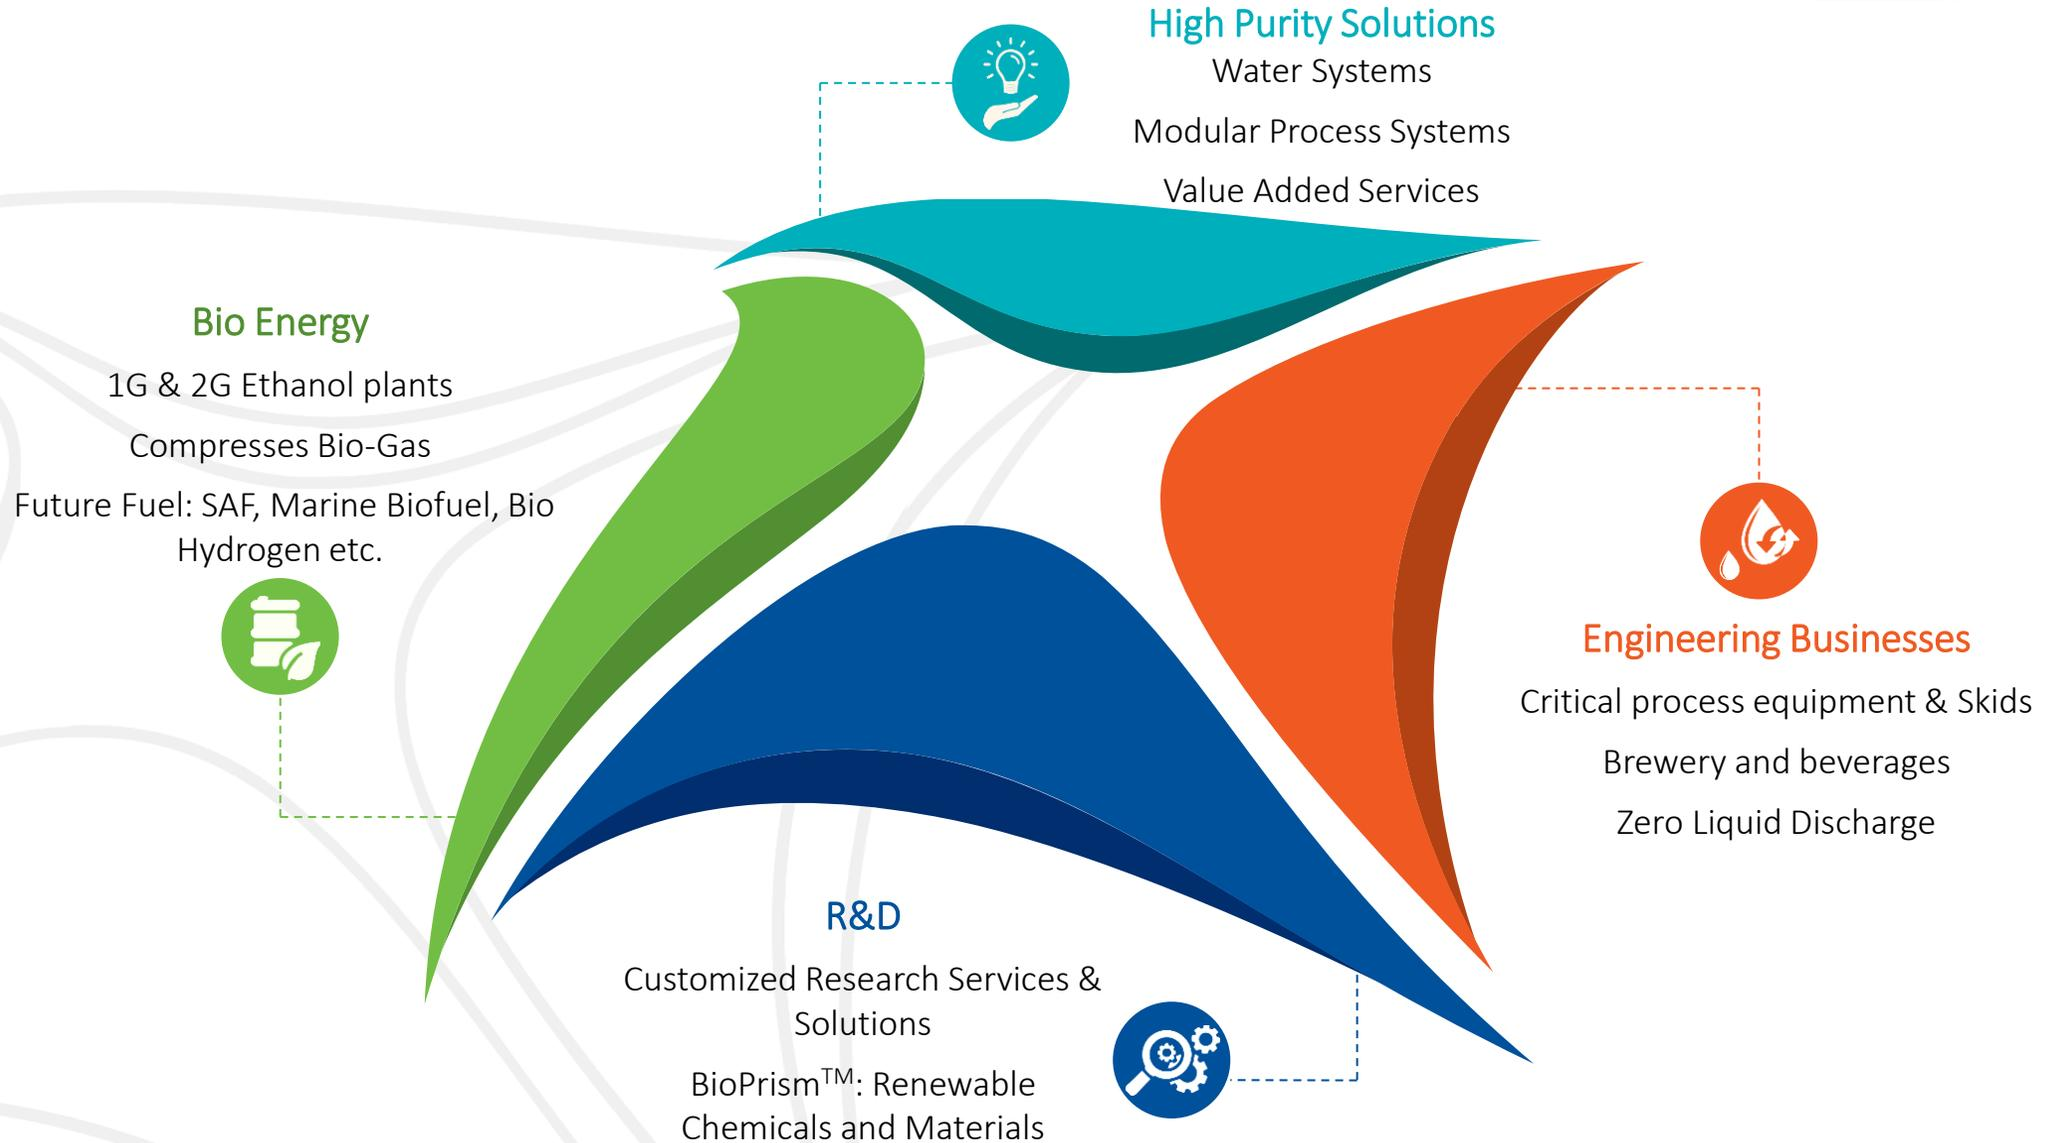 High Purity Solutions
Water Systems
Modular Process Systems
Value Added Services
Bio Energy
1G & 2G Ethanol plants
Compresses Bio-Gas
Future Fuel: SAF, Marine Biofuel, Bio
Hydrogen etc.
Engineering Businesses
Critical process equipment & Skids
Brewery and beverages
Zero Liquid Discharge
R&D
Customized Research Services &
Solutions
BioPrism™: Renewable
Chemicals and Materials